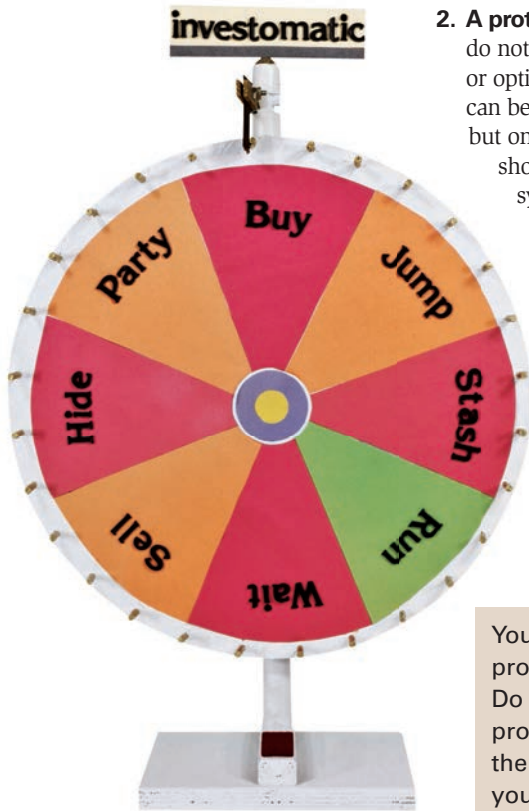 investomatic
Buy
Jump
Stash
Run
Wait
Sell
Hide
Party
2. A prot
do not
or opti
can be
but on
sho
sy
You
pro
Do
pro
the
you